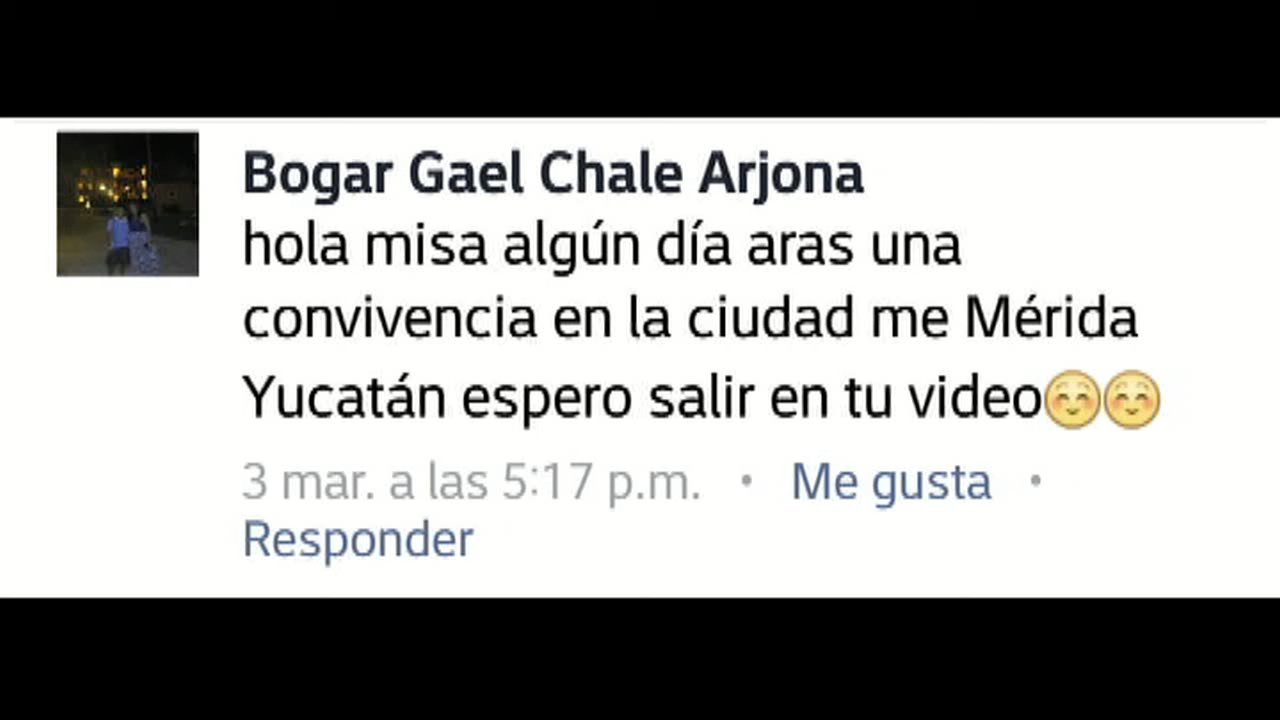 Bogar Gael Chale Arjona
hola misa algún día aras una
convivencia en la ciudad me Mérida
Yucatán espero salir en tu video☺️☺️
3 mar. a las 5:17 p.m. • Me gusta •
Responder